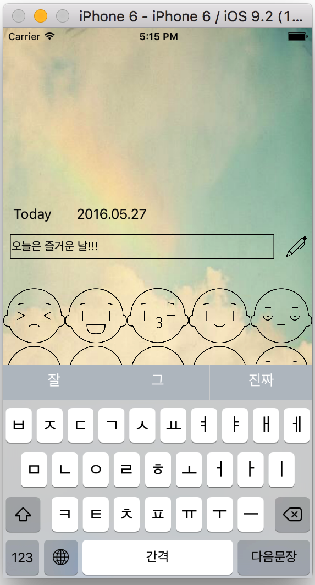 iPhone 6 - iPhone 6 / iOS 9.2 (1...
Carrier 5:15 PM
Today 2016.05.27
오늘은 즐거운 날!!!
잘 그 진짜
ㅂ ㅈ ㄷ ㄱ ㅅ ㅛ ㅕ ㅑ ㅐ ㅔ
ㅁ ㄴ ㅇ ㄹ ㅎ ㅗ ㅓ ㅏ ㅣ
ㅋ ㅌ ㅊ ㅍ ㅠ ㅜ ㅡ
123 간격 다음문장